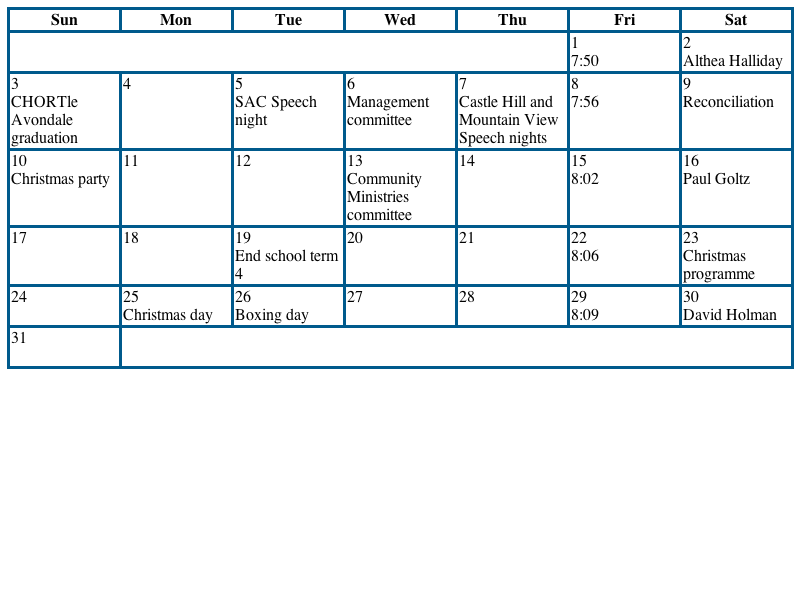 Sun Mon Tue Wed Thu Fri Sat
1
7:50
2
Althea Halliday
3
CHORTle
Avondale
graduation
4
5
SAC Speech
night
6
Management
committee
7
Castle Hill and
Mountain View
Speech nights
8
7:56
9
Reconciliation
10
Christmas party
11
12
13
Community
Ministries
committee
14
15
8:02
16
Paul Goltz
17
18
19
End school term
4
20
21
22
8:06
23
Christmas
programme
24
25
Christmas day
26
Boxing day
27
28
29
8:09
30
David Holman
31